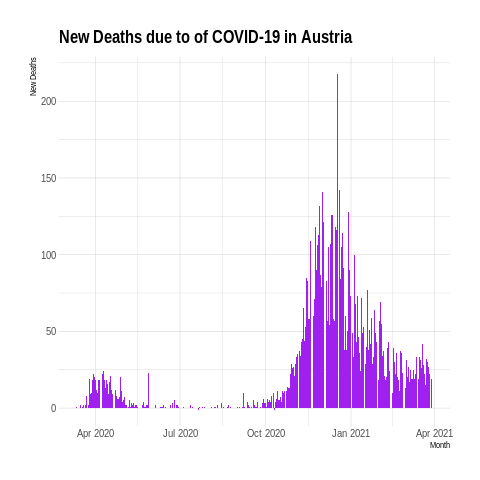 New Deaths due to of COVID-19 in Austria
New Deaths
200
150
100
50
0
Apr 2020 Jul 2020 Oct 2020 Jan 2021 Apr 2021
Month